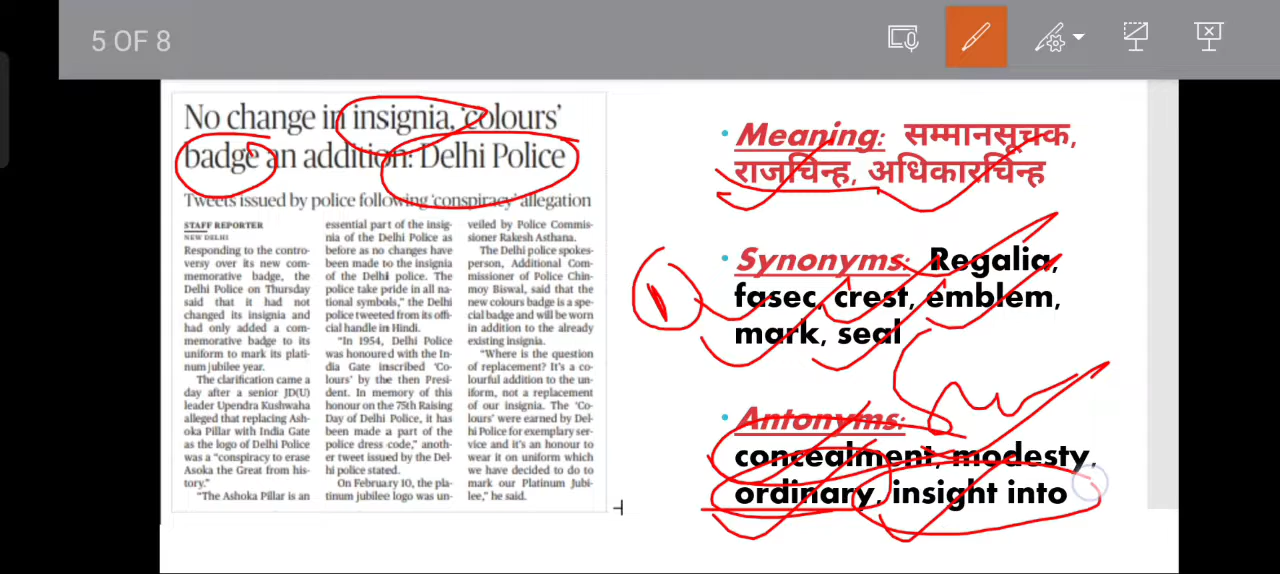 5 OF 8
No change in insignia, 'colours'
badge an addition: Delhi Police
Tweets issued by police following 'conspiracy' allegation
STAFF REPORTER
NEW DELHI
Responding to the contro-
versy over its new com-
memorative badge, the
Delhi Police on Thursday
said that it had not
changed its insignia and
had only added a com-
memorative badge to its
uniform to mark its plati-
num jubilee year.
The clarification came a
day after a senior JD(U)
leader Upendra Kushwaha
alleged that replacing Ash-
oka Pillar with India Gate
as the logo of Delhi Police
was a "conspiracy to erase
Asoka the Great from his-
tory."
"The Ashoka Pillar is an
essential part of the insig-
nia of the Delhi Police as
before as no changes have
been made to the insignia
of the Delhi police. The
police take pride in all na-
tional symbols," the Delhi
police tweeted from its offi-
cial handle in Hindi.
"In 1954, Delhi Police
was honoured with the In-
dia Gate inscribed 'Co-
lours' by the then Presi-
dent. In memory of this
honour on the 75th Raising
Day of Delhi Police, it has
been made a part of the
police dress code," anoth-
er tweet issued by the Del-
hi police stated.
On February 10, the pla-
tinum jubilee logo was un-
veiled by Police Commis-
sioner Rakesh Asthana.
The Delhi police spokes-
person, Additional Com-
missioner of Police Chin-
moy Biswal, said that the
new colours badge is a spe-
cial badge and will be worn
in addition to the already
existing insignia.
"Where is the question
of replacement? It's a co-
lourful addition to the un-
iform, not a replacement
of our insignia. The 'Co-
lours' were earned by Del-
hi Police for exemplary ser-
vice and it's an honour to
wear it on uniform which
we have decided to do to
mark our Platinum Jubi-
lee," he said.
• Meaning: सम्मानसूचक,
राजचिन्ह, अधिकारचिन्ह
• Synonyms: Regalia,
fasec, crest, emblem,
mark, seal
• Antonyms:
concealment, modesty,
ordinary, insight into